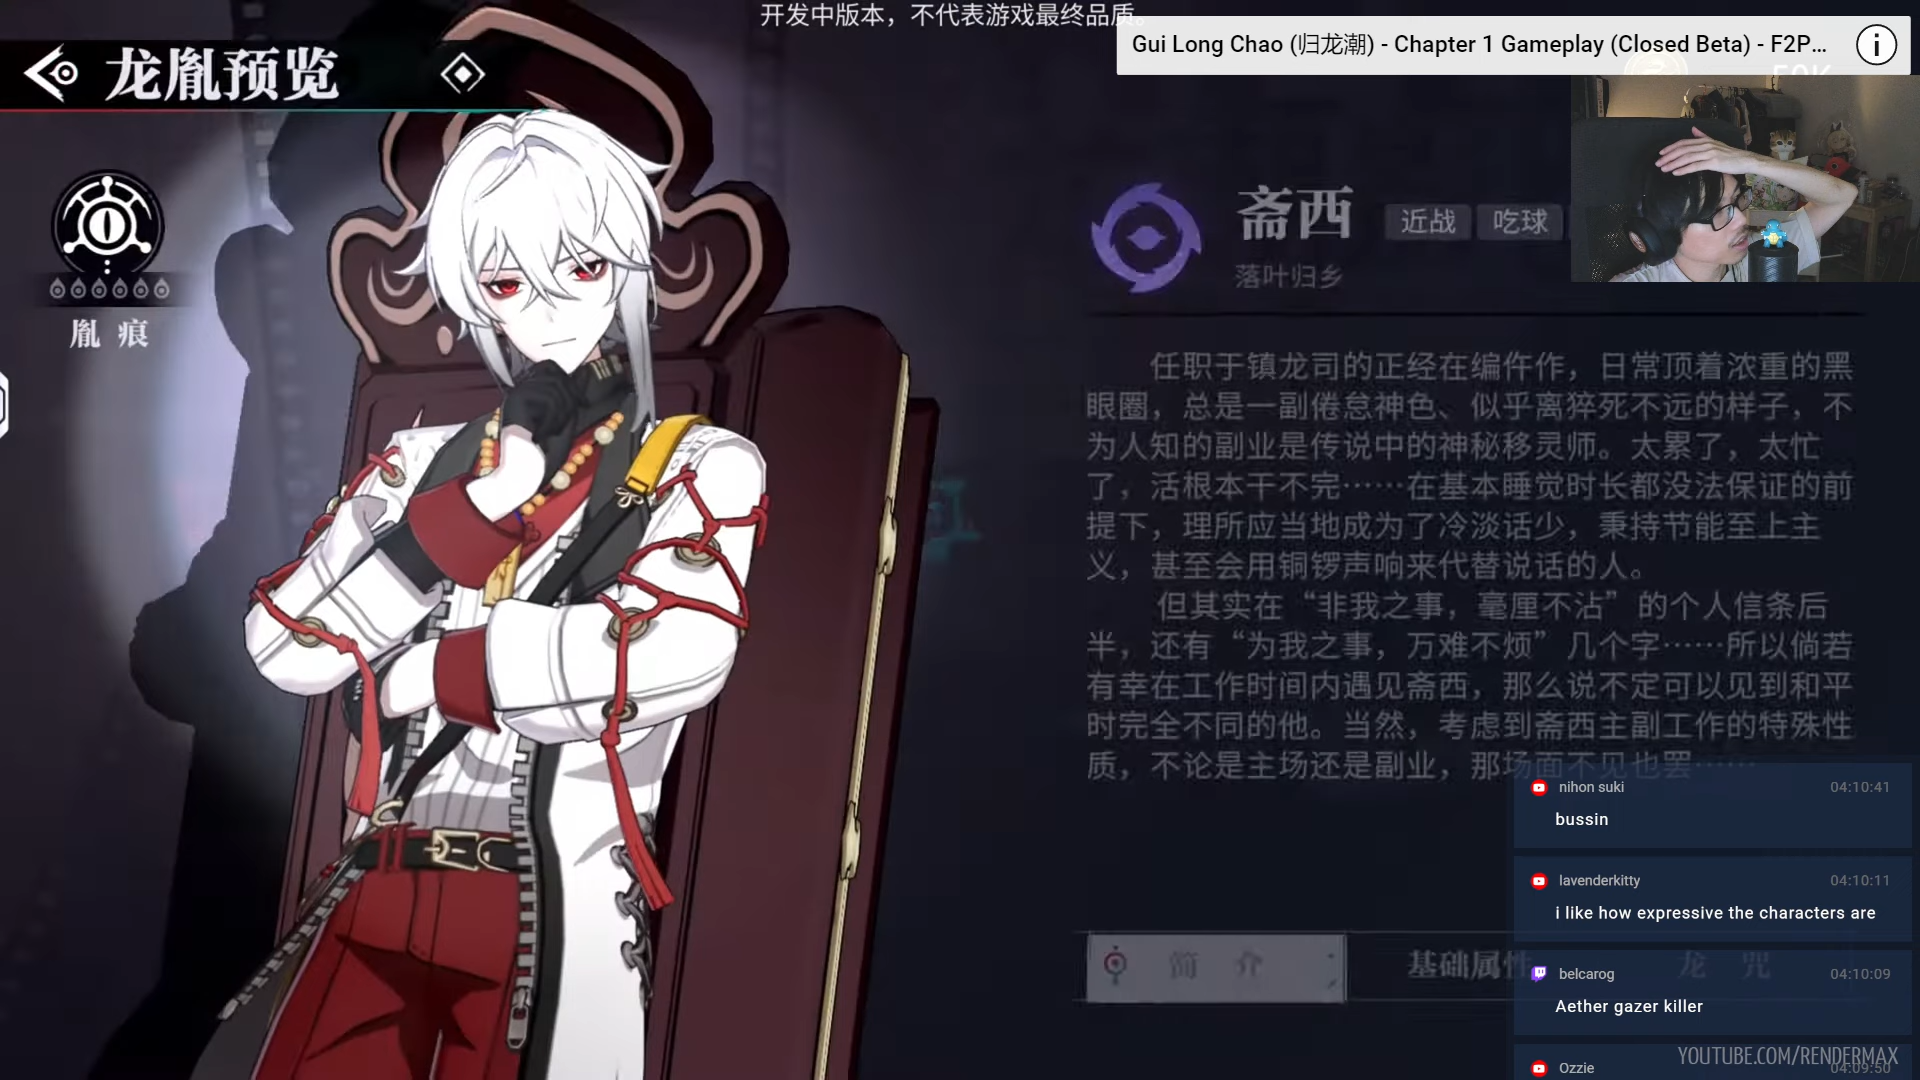 开发中版本，不代表游戏最终品质。
Gui Long Chao (归龙潮) - Chapter 1 Gameplay (Closed Beta) - F2P...
龙胤预览
斋西
近战
吃球
落叶归乡
胤痕
任职于镇龙司的正经在编仵作，日常顶着浓重的黑
眼圈，总是一副倦怠神色、似乎离猝死不远的样子，不
为人知的副业是传说中的神秘移灵师。太累了，太忙
了，活根本干不完……在基本睡觉时长都没法保证的前
提下，理所应当地成为了冷淡话少，秉持节能至上主
义，甚至会用铜锣声响来代替说话的人。
但其实在“非我之事，毫厘不沾”的个人信条后
半，还有“为我之事，万难不烦”几个字……所以倘若
有幸在工作时间内遇见斋西，那么说不定可以见到和平
时完全不同的他。当然，考虑到斋西主副工作的特殊性
质，不论是主场还是副业，那场面不见也罢……
nihon suki 04:10:41
bussin
lavenderkitty 04:10:11
i like how expressive the characters are
belcarog 04:10:09
Aether gazer killer
简介
基础属性
龙咒
YOUTUBE.COM/RENDERMAX
Ozzie 04:09:50